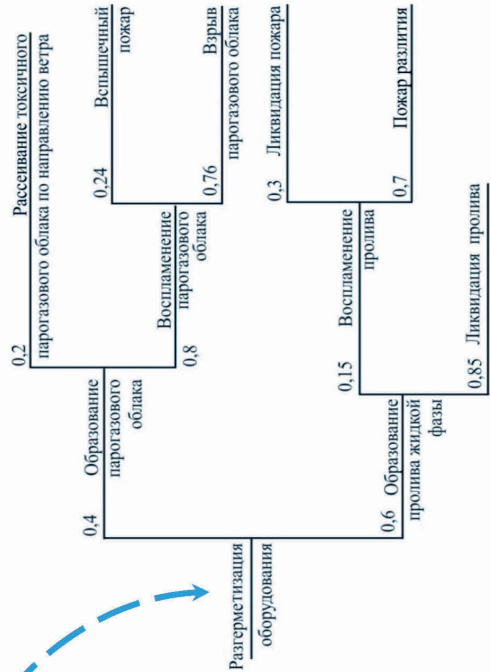 Разгерметизация
оборудования
0,4
Образование
парогазового
облака
0,2
Рассеивание токсичного
парогазового облака по направлению ветра
0,8
Воспламенение
парогазового
облака
0,24
Вспышечный
пожар
0,76
Взрыв
парогазового облака
0,6
Образование
пролива жидкой
фазы
0,15
Воспламенение
пролива
0,3
Ликвидация пожара
0,7
Пожар разлития
0,85
Ликвидация пролива